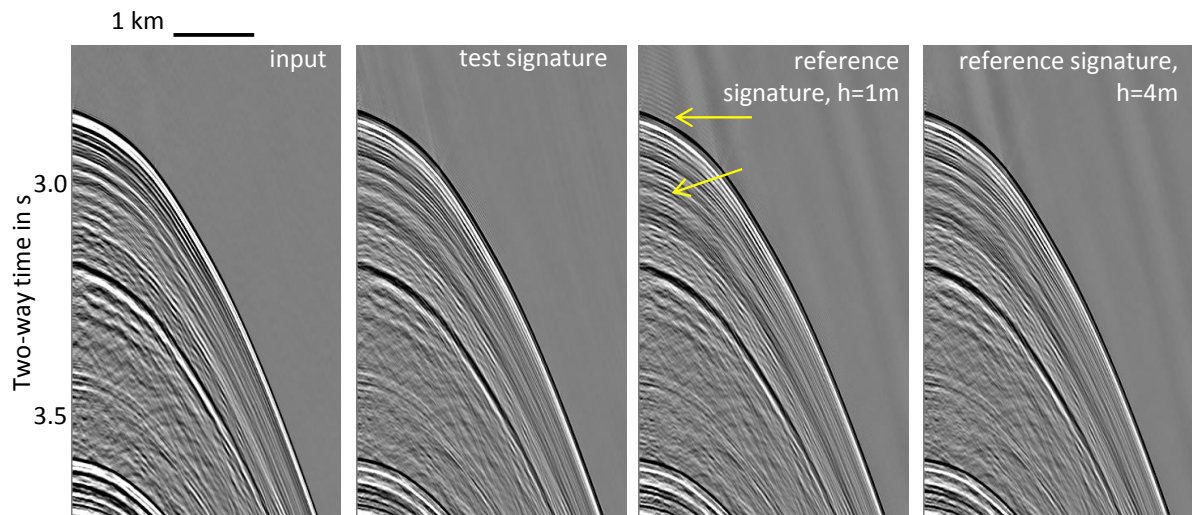 1 km
input
test signature
reference
signature, h=1m
reference signature,
h=4m
Two-way time in s
3.0
3.5